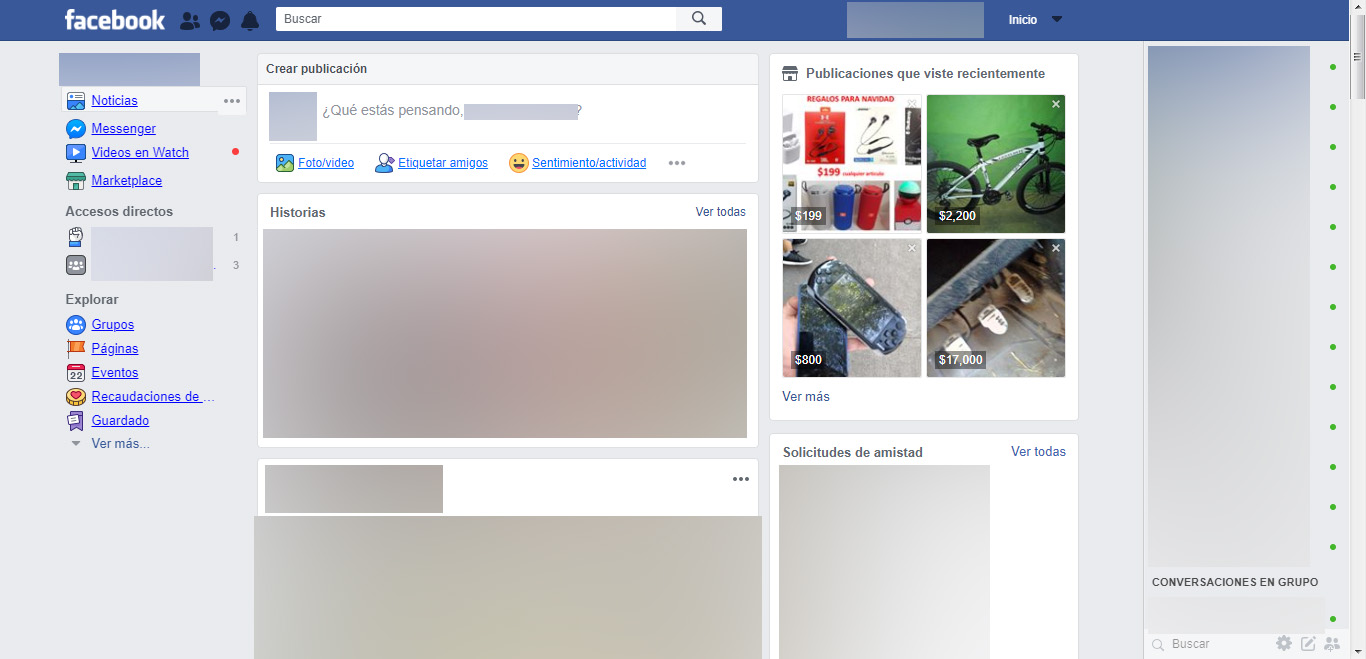 facebook
Buscar
Inicio
Noticias
Messenger
Videos en Watch
Marketplace
Accesos directos
1
3
Explorar
Grupos
Páginas
22
Eventos
Recaudaciones de ...
Guardado
Ver más...
Crear publicación
¿Qué estás pensando, ?
Foto/video
Etiquetar amigos
Sentimiento/actividad
Historias
Ver todas
Publicaciones que viste recientemente
REGALOS PARA NAVIDAD
$199 cualquier artículo
$199
$2,200
$800
$17,000
Ver más
Solicitudes de amistad
Ver todas
CONVERSACIONES EN GRUPO
Buscar